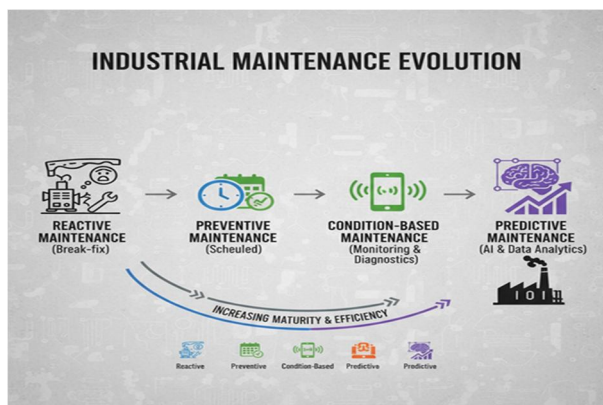 INDUSTRIAL MAINTENANCE EVOLUTION
REACTIVE
MAINTENANCE
(Break-fix)
PREVENTIVE
MAINTENANCE
(Scheuled)
CONDITION-BASED
MAINTENANCE
(Monitoring &
Diagnostics)
PREDICTIVE
MAINTENANCE
(AI & Data Analytics)
INCREASING MATURITY & EFFICIENCY
Reactive
Preventive
Condition-Based
Predictive
Predictive